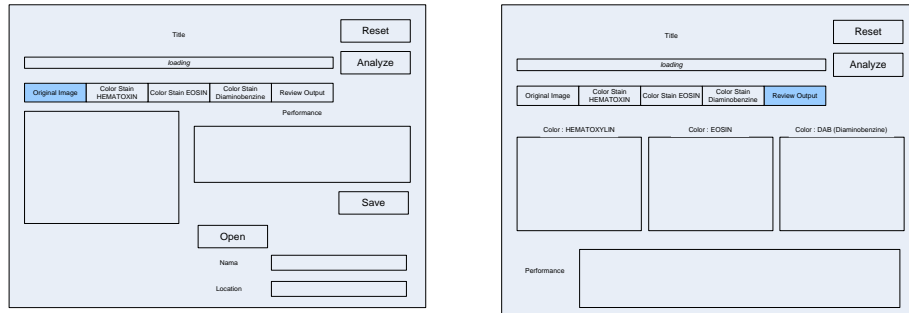 Title
Reset
loading
Analyze
Original Image
Color Stain
HEMATOXIN
Color Stain EOSIN
Color Stain
Diaminobenzine
Review Output
Performance
Save
Open
Nama
Location
Title
Reset
loading
Analyze
Original Image
Color Stain
HEMATOXIN
Color Stain EOSIN
Color Stain
Diaminobenzine
Review Output
Color : HEMATOXYLIN
Color : EOSIN
Color : DAB (Diaminobenzine)
Performance